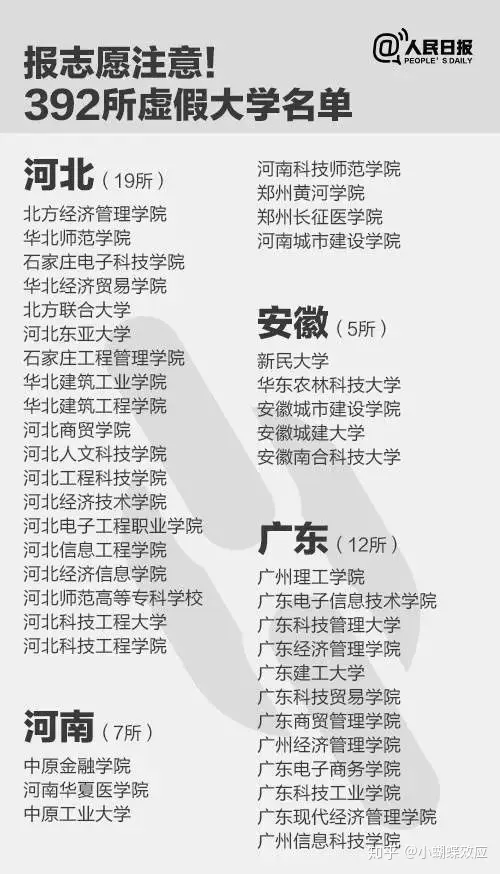 报志愿注意!
392所虚假大学名单
@人民日报
PEOPLE'S DAILY
河北（19所）
北方经济管理学院
华北师范学院
石家庄电子科技学院
华北经济贸易学院
北方联合大学
河北东亚大学
石家庄工程管理学院
华北建筑工业学院
华北建筑工程学院
河北商贸学院
河北人文科技学院
河北工程科技学院
河北经济技术学院
河北电子工程职业学院
河北信息工程学院
河北经济信息学院
河北师范高等专科学校
河北科技工程大学
河北科技工程学院
河南（7所）
中原金融学院
河南华夏医学院
中原工业大学
河南科技师范学院
郑州黄河学院
郑州长征医学院
河南城市建设学院
安徽（5所）
新民大学
华东农林科技大学
安徽城市建设学院
安徽城建大学
安徽南合科技大学
广东（12所）
广州理工学院
广东电子信息技术学院
广东科技管理大学
广东经济管理学院
广东建工大学
广东科技贸易学院
广东商贸管理学院
广州经济管理学院
广东电子商务学院
广东科技工业学院
广东现代经济管理学院
广州信息科技学院
知乎 @小蝴蝶效应